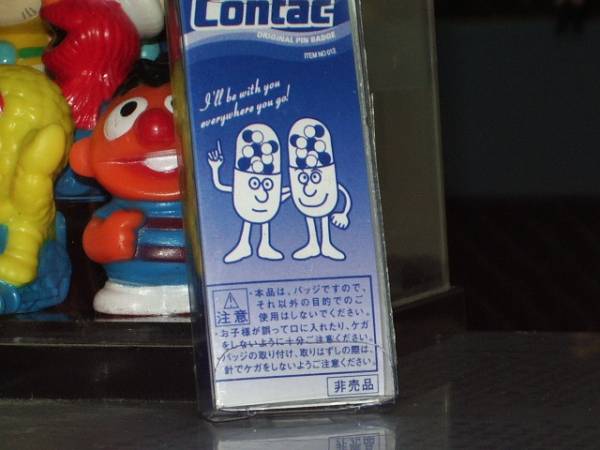 Contac
ORIGINAL PIN BADGE
ITEM NO 013
I'll be with you
everywhere you go!
注意
・本品は、バッジですので、
それ以外の目的でのご
使用はしないでください。
・お子様が誤って口に入れたり、ケガ
をしないように十分ご注意ください。
・バッジの取り付け、取りはずしの際は、
針でケガをしないようご注意ください。
非売品